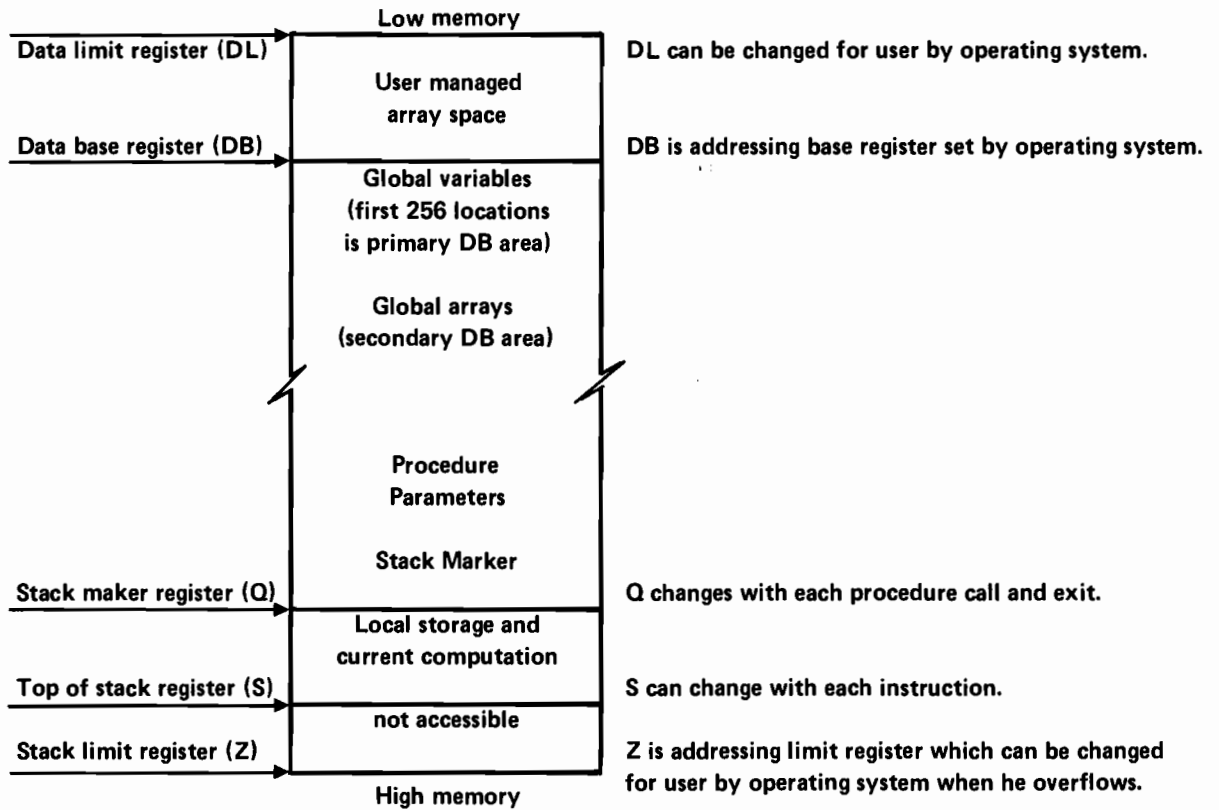 Low memory
Data limit register (DL)
DL can be changed for user by operating system.
User managed
array space
Data base register (DB)
DB is addressing base register set by operating system.
Global variables
(first 256 locations
is primary DB area)
Global arrays
(secondary DB area)
Procedure
Parameters
Stack Marker
Stack maker register (Q)
Q changes with each procedure call and exit.
Local storage and
current computation
Top of stack register (S)
S can change with each instruction.
not accessible
Stack limit register (Z)
Z is addressing limit register which can be changed
for user by operating system when he overflows.
High memory